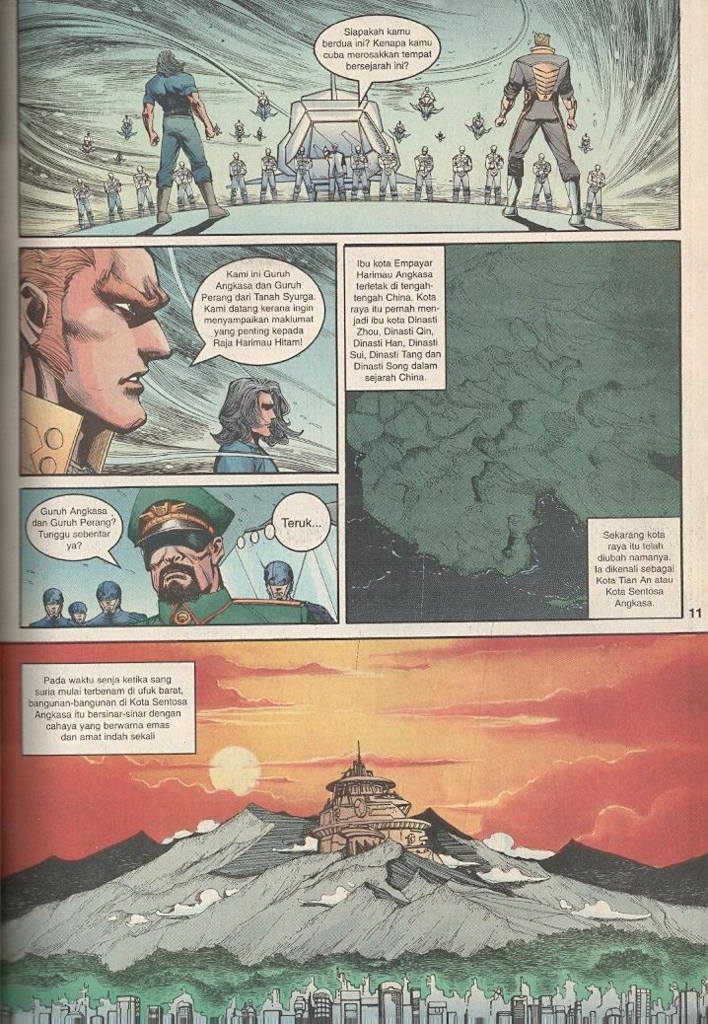 Siapakah kamu
berdua ini? Kenapa kamu
cuba merosakkan tempat
bersejarah ini?
Kami ini Guruh
Angkasa dan Guruh
Perang dari Tanah Syurga.
Kami datang kerana ingin
menyampaikan maklumat
yang penting kepada
Raja Harimau Hitam!
Ibu kota Empayar
Harimau Angkasa
terletak di tengah-
tengah China. Kota
raya itu pernah men-
jadi ibu kota Dinasti
Zhou, Dinasti Qin,
Dinasti Han, Dinasti
Sui, Dinasti Tang dan
Dinasti Song dalam
sejarah China.
Guruh Angkasa
dan Guruh Perang?
Tunggu sebentar
ya?
Teruk...
Sekarang kota
raya itu telah
diubah namanya.
Ia dikenali sebagai
Kota Tian An atau
Kota Sentosa
Angkasa.
11
Pada waktu senja ketika sang
suria mulai terbenam di ufuk barat,
bangunan-bangunan di Kota Sentosa
Angkasa itu bersinar-sinar dengan
cahaya yang berwarna emas
dan amat indah sekali